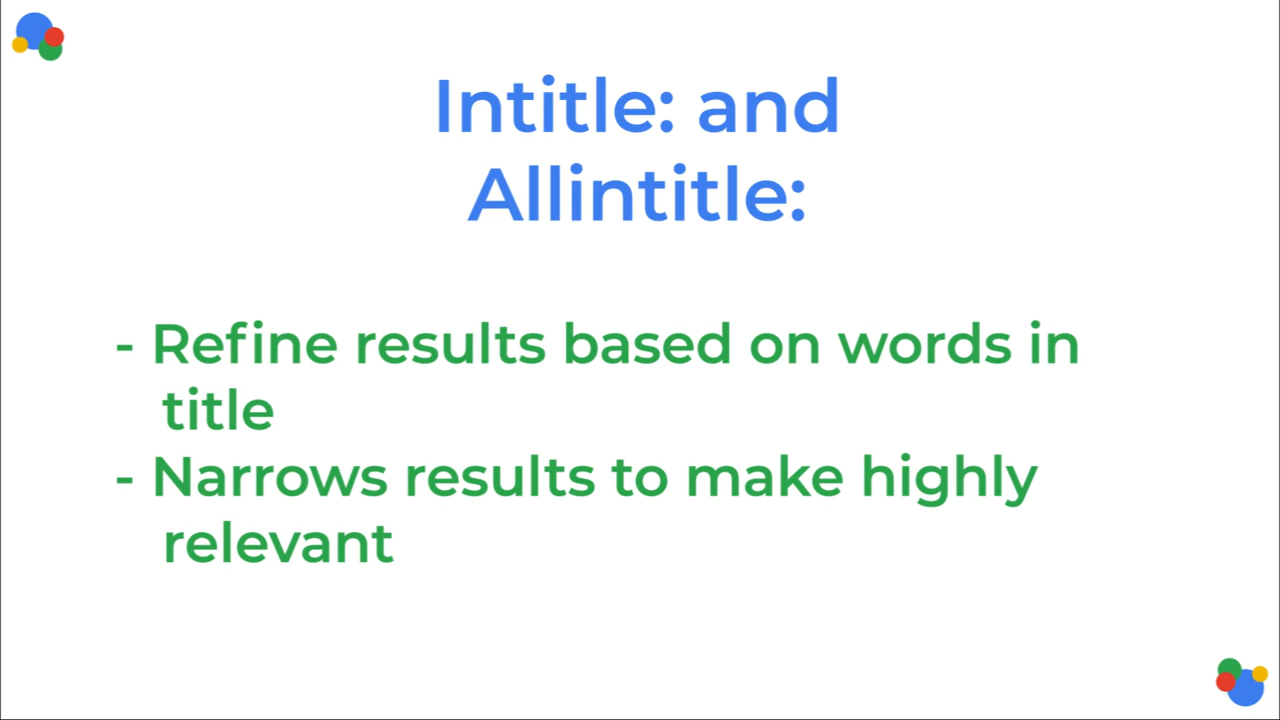 Intitle: and
Allintitle:
- Refine results based on words in
title
- Narrows results to make highly
relevant